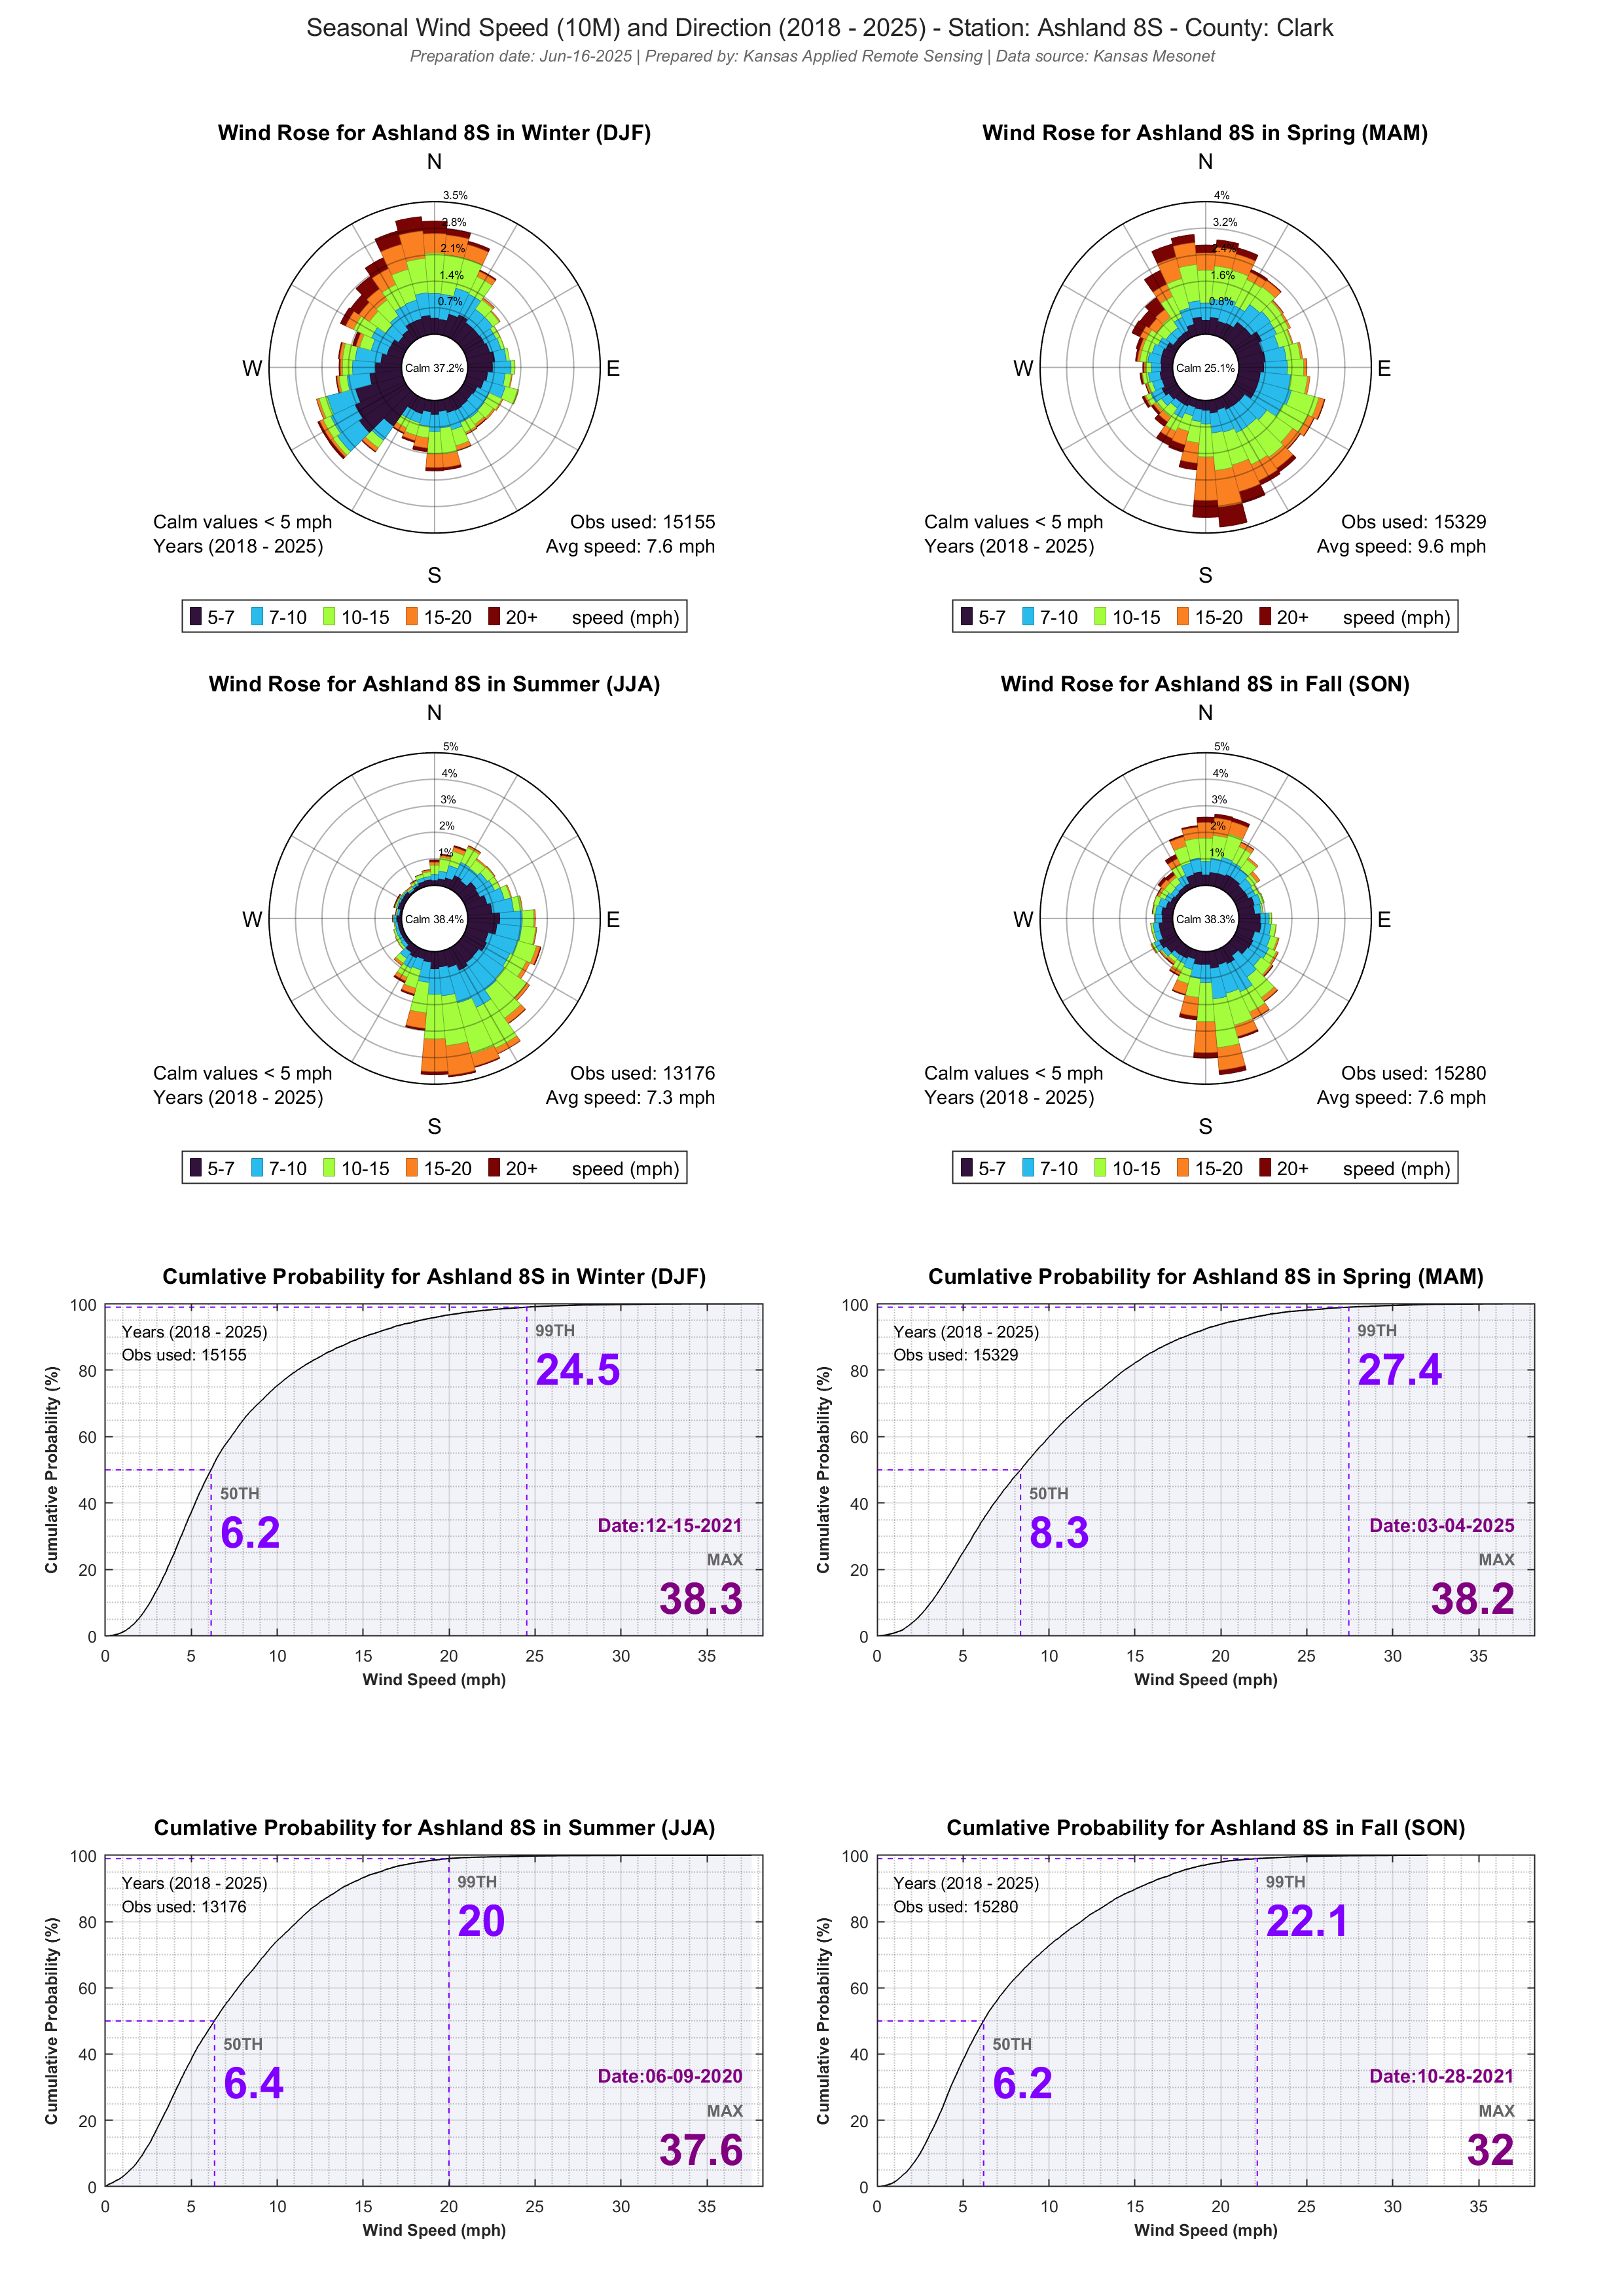 Seasonal Wind Speed (10M) and Direction (2018 - 2025) - Station: Ashland 8S - County: Clark
Preparation date: Jun-16-2025 | Prepared by: Kansas Applied Remote Sensing | Data source: Kansas Mesonet
Wind Rose for Ashland 8S in Winter (DJF)
N
3.5%
2.8%
2.1%
1.4%
0.7%
W
Calm 37.2%
E
Calm values < 5 mph
Obs used: 15155
Years (2018 - 2025)
Avg speed: 7.6 mph
S
5-7 7-10 10-15 15-20 20+ speed (mph)
Wind Rose for Ashland 8S in Spring (MAM)
N
4%
3.2%
2.4%
1.6%
0.8%
W
Calm 25.1%
E
Calm values < 5 mph
Obs used: 15329
Years (2018 - 2025)
Avg speed: 9.6 mph
S
5-7 7-10 10-15 15-20 20+ speed (mph)
Wind Rose for Ashland 8S in Summer (JJA)
N
5%
4%
3%
2%
1%
W
Calm 38.4%
E
Calm values < 5 mph
Obs used: 13176
Years (2018 - 2025)
Avg speed: 7.3 mph
S
5-7 7-10 10-15 15-20 20+ speed (mph)
Wind Rose for Ashland 8S in Fall (SON)
N
5%
4%
3%
2%
1%
W
Calm 38.3%
E
Calm values < 5 mph
Obs used: 15280
Years (2018 - 2025)
Avg speed: 7.6 mph
S
5-7 7-10 10-15 15-20 20+ speed (mph)
Cumlative Probability for Ashland 8S in Winter (DJF)
Cumulative Probability (%)
100
80
60
40
20
0
Years (2018 - 2025)
Obs used: 15155
99TH
24.5
50TH
6.2
Date:12-15-2021
MAX
38.3
0 5 10 15 20 25 30 35
Wind Speed (mph)
Cumlative Probability for Ashland 8S in Spring (MAM)
Cumulative Probability (%)
100
80
60
40
20
0
Years (2018 - 2025)
Obs used: 15329
99TH
27.4
50TH
8.3
Date:03-04-2025
MAX
38.2
0 5 10 15 20 25 30 35
Wind Speed (mph)
Cumlative Probability for Ashland 8S in Summer (JJA)
Cumulative Probability (%)
100
80
60
40
20
0
Years (2018 - 2025)
Obs used: 13176
99TH
20
50TH
6.4
Date:06-09-2020
MAX
37.6
0 5 10 15 20 25 30 35
Wind Speed (mph)
Cumlative Probability for Ashland 8S in Fall (SON)
Cumulative Probability (%)
100
80
60
40
20
0
Years (2018 - 2025)
Obs used: 15280
99TH
22.1
50TH
6.2
Date:10-28-2021
MAX
32
0 5 10 15 20 25 30 35
Wind Speed (mph)